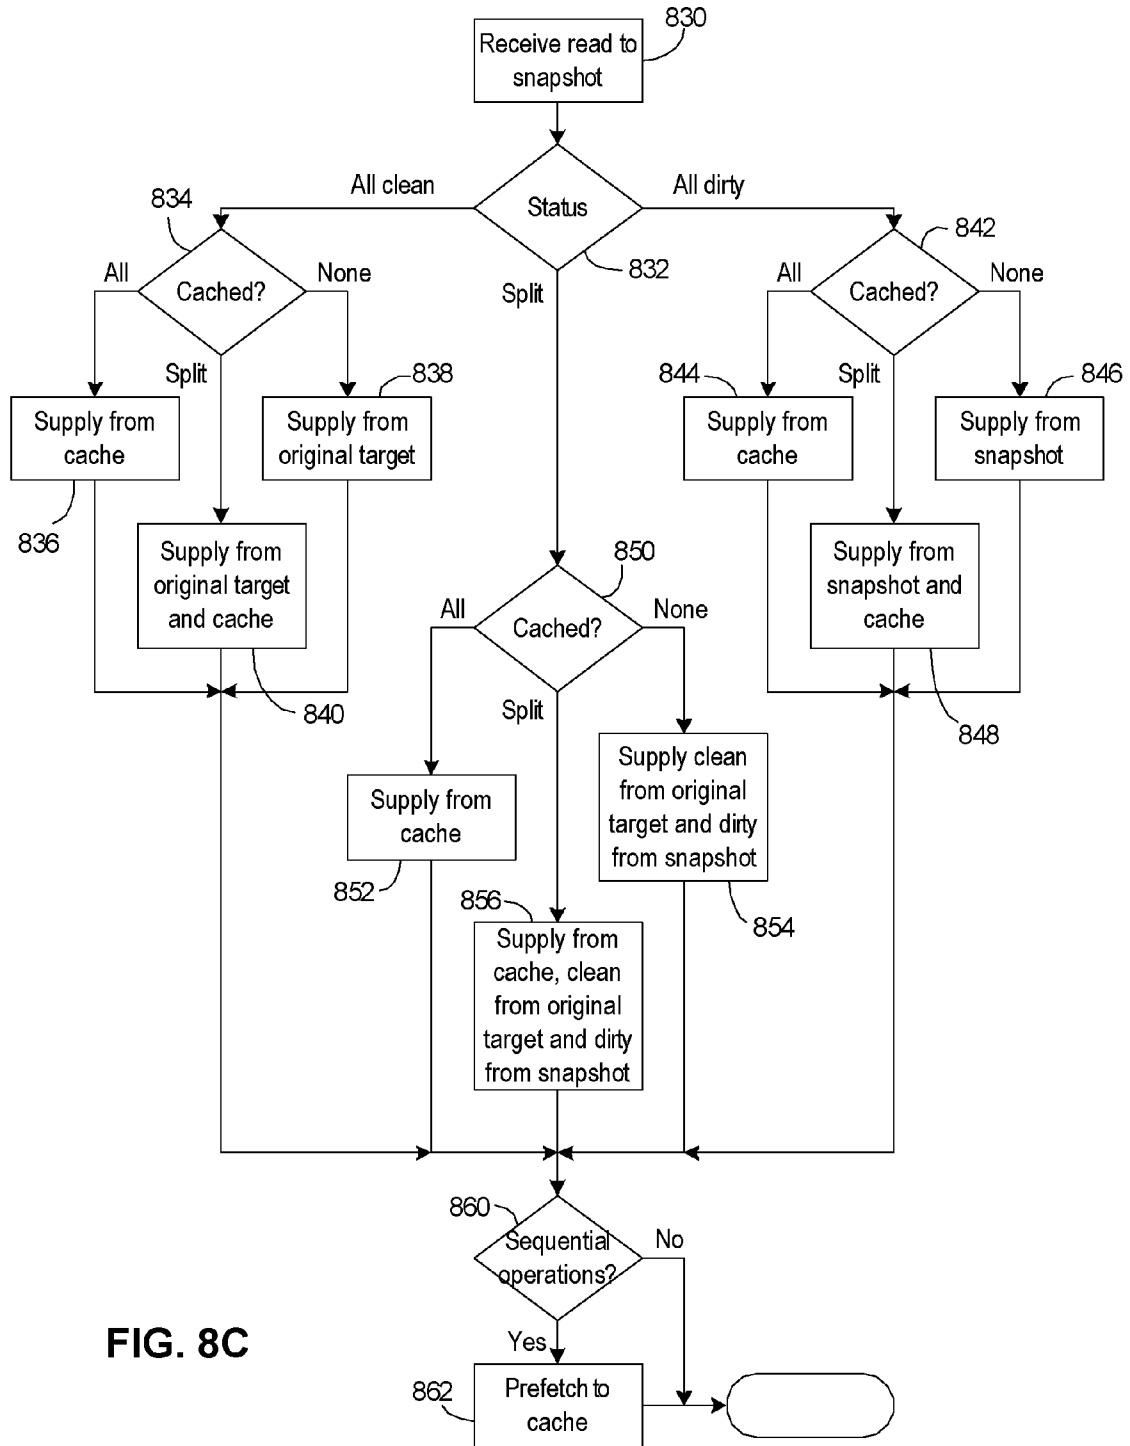 830
Receive read to
snapshot
All clean
All dirty
834
Status
842
832
All
None
Cached?
Split
All
None
Cached?
Split
838
Split
844
846
Supply from
cache
Supply from
original target
Supply from
cache
Supply from
snapshot
836
Supply from
original target
and cache
850
Supply from
snapshot and
cache
All
None
Cached?
840
Split
848
Supply clean
from original
target and dirty
from snapshot
Supply from
cache
852
856
854
Supply from
cache, clean
from original
target and dirty
from snapshot
860
No
Sequential
operations?
FIG. 8C
Yes
862
Prefetch to
cache